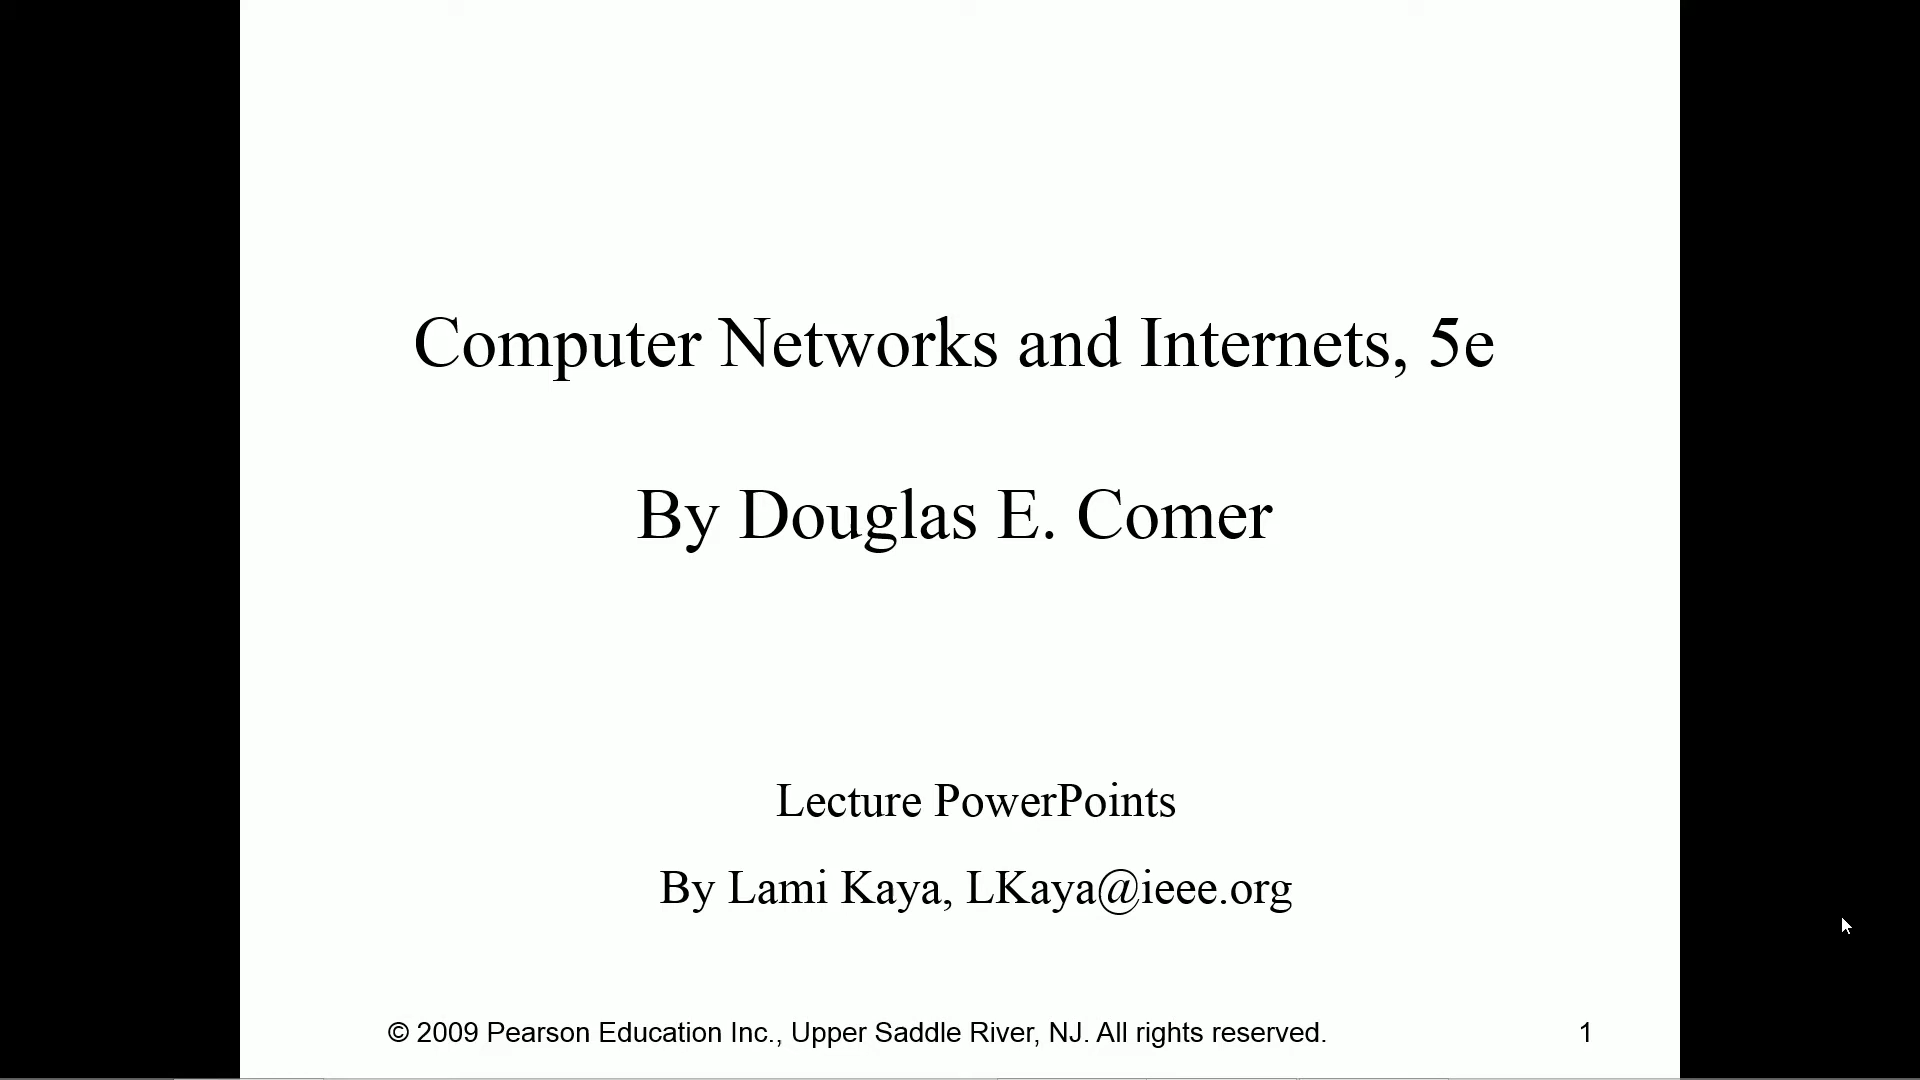 Computer Networks and Internets, 5e
By Douglas E. Comer
Lecture PowerPoints
By Lami Kaya, LKaya@ieee.org
© 2009 Pearson Education Inc., Upper Saddle River, NJ. All rights reserved. 1